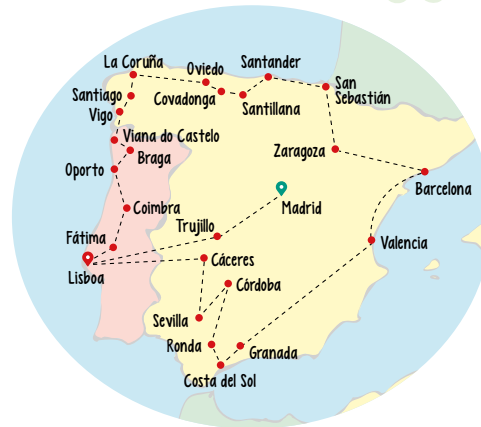 La Coruña
Oviedo
Santander
Santiago
Covadonga
Santillana
San
Sebastián
Vigo
Viana do Castelo
Braga
Zaragoza
Oporto
Barcelona
Coimbra
Madrid
Trujillo
Fátima
Valencia
Lisboa
Cáceres
Córdoba
Sevilla
Ronda
Granada
Costa del Sol